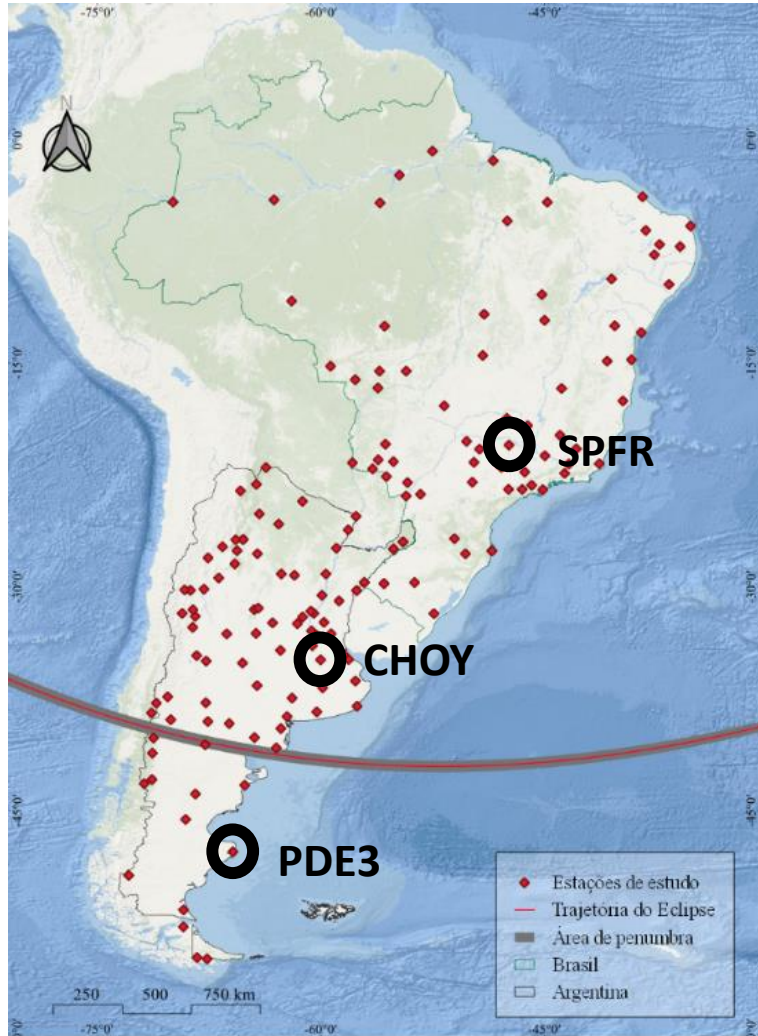 -75°0' -60°0' -45°0'
N
0°0' 0°0'
-15°0' -15°0'
SPFR
-30°0' -30°0'
CHOY
-45°0' -45°0'
PDE3
Estações de estudo
Trajetória do Eclipse
Área de penumbra
Brasil
Argentina
250 500 750 km
-75°0' -60°0' -45°0'